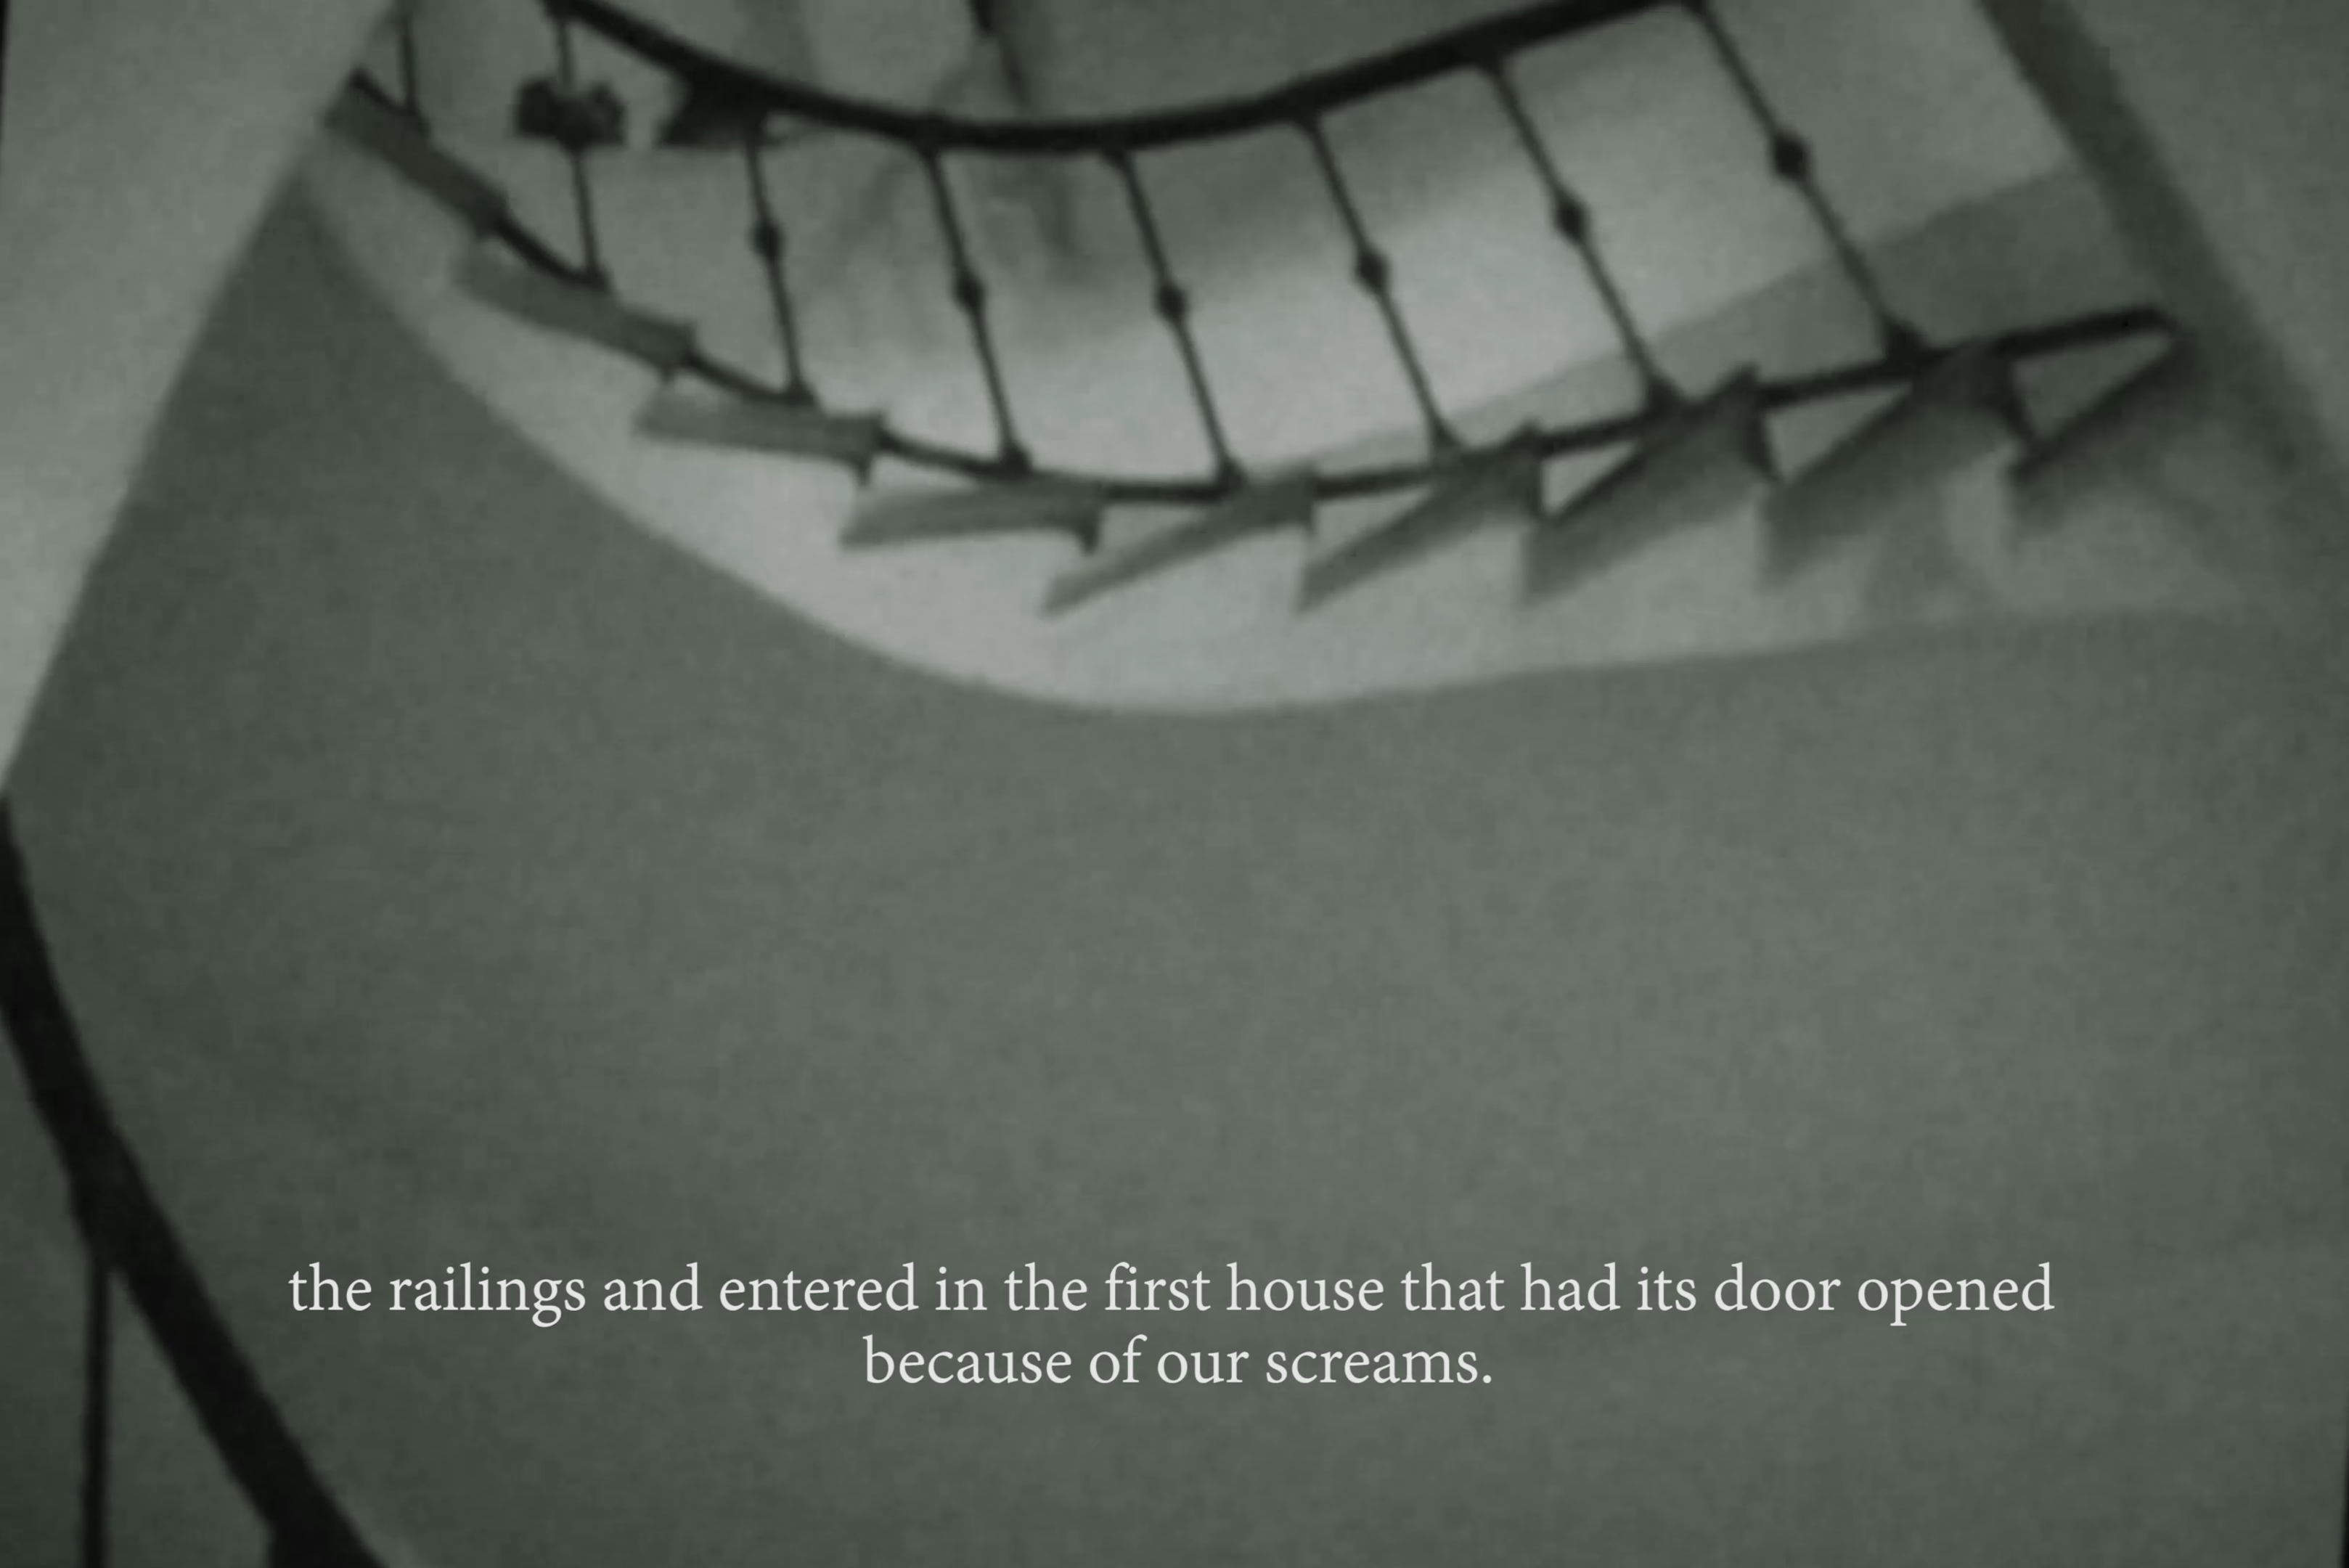 the railings and entered in the first house that had its door opened
because of our screams.